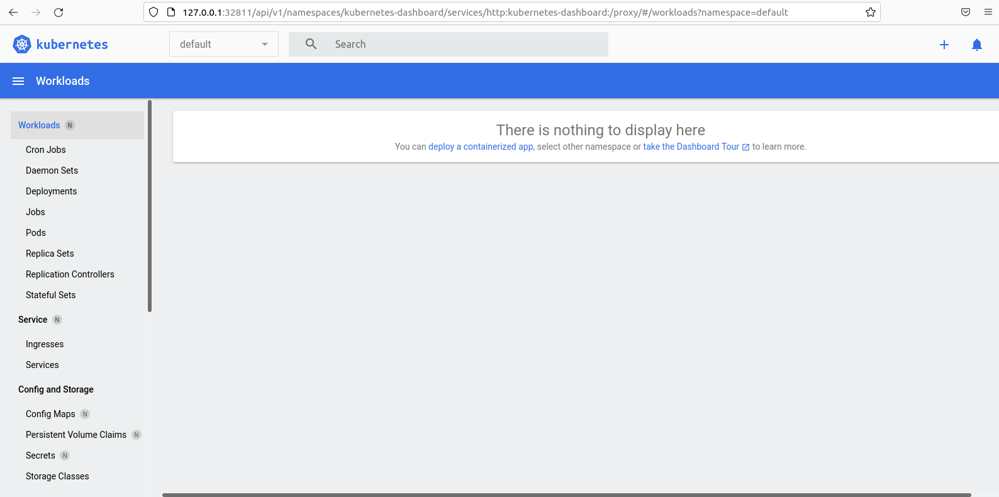 127.0.0.1:32811/api/v1/namespaces/kubernetes-dashboard/services/http:kubernetes-dashboard:/proxy/#/workloads?namespace=default
kubernetes
default
Search
Workloads
Workloads N
Cron Jobs
Daemon Sets
Deployments
Jobs
Pods
Replica Sets
Replication Controllers
Stateful Sets
Service N
Ingresses
Services
Config and Storage
Config Maps N
Persistent Volume Claims N
Secrets N
Storage Classes
There is nothing to display here
You can deploy a containerized app, select other namespace or take the Dashboard Tour to learn more.